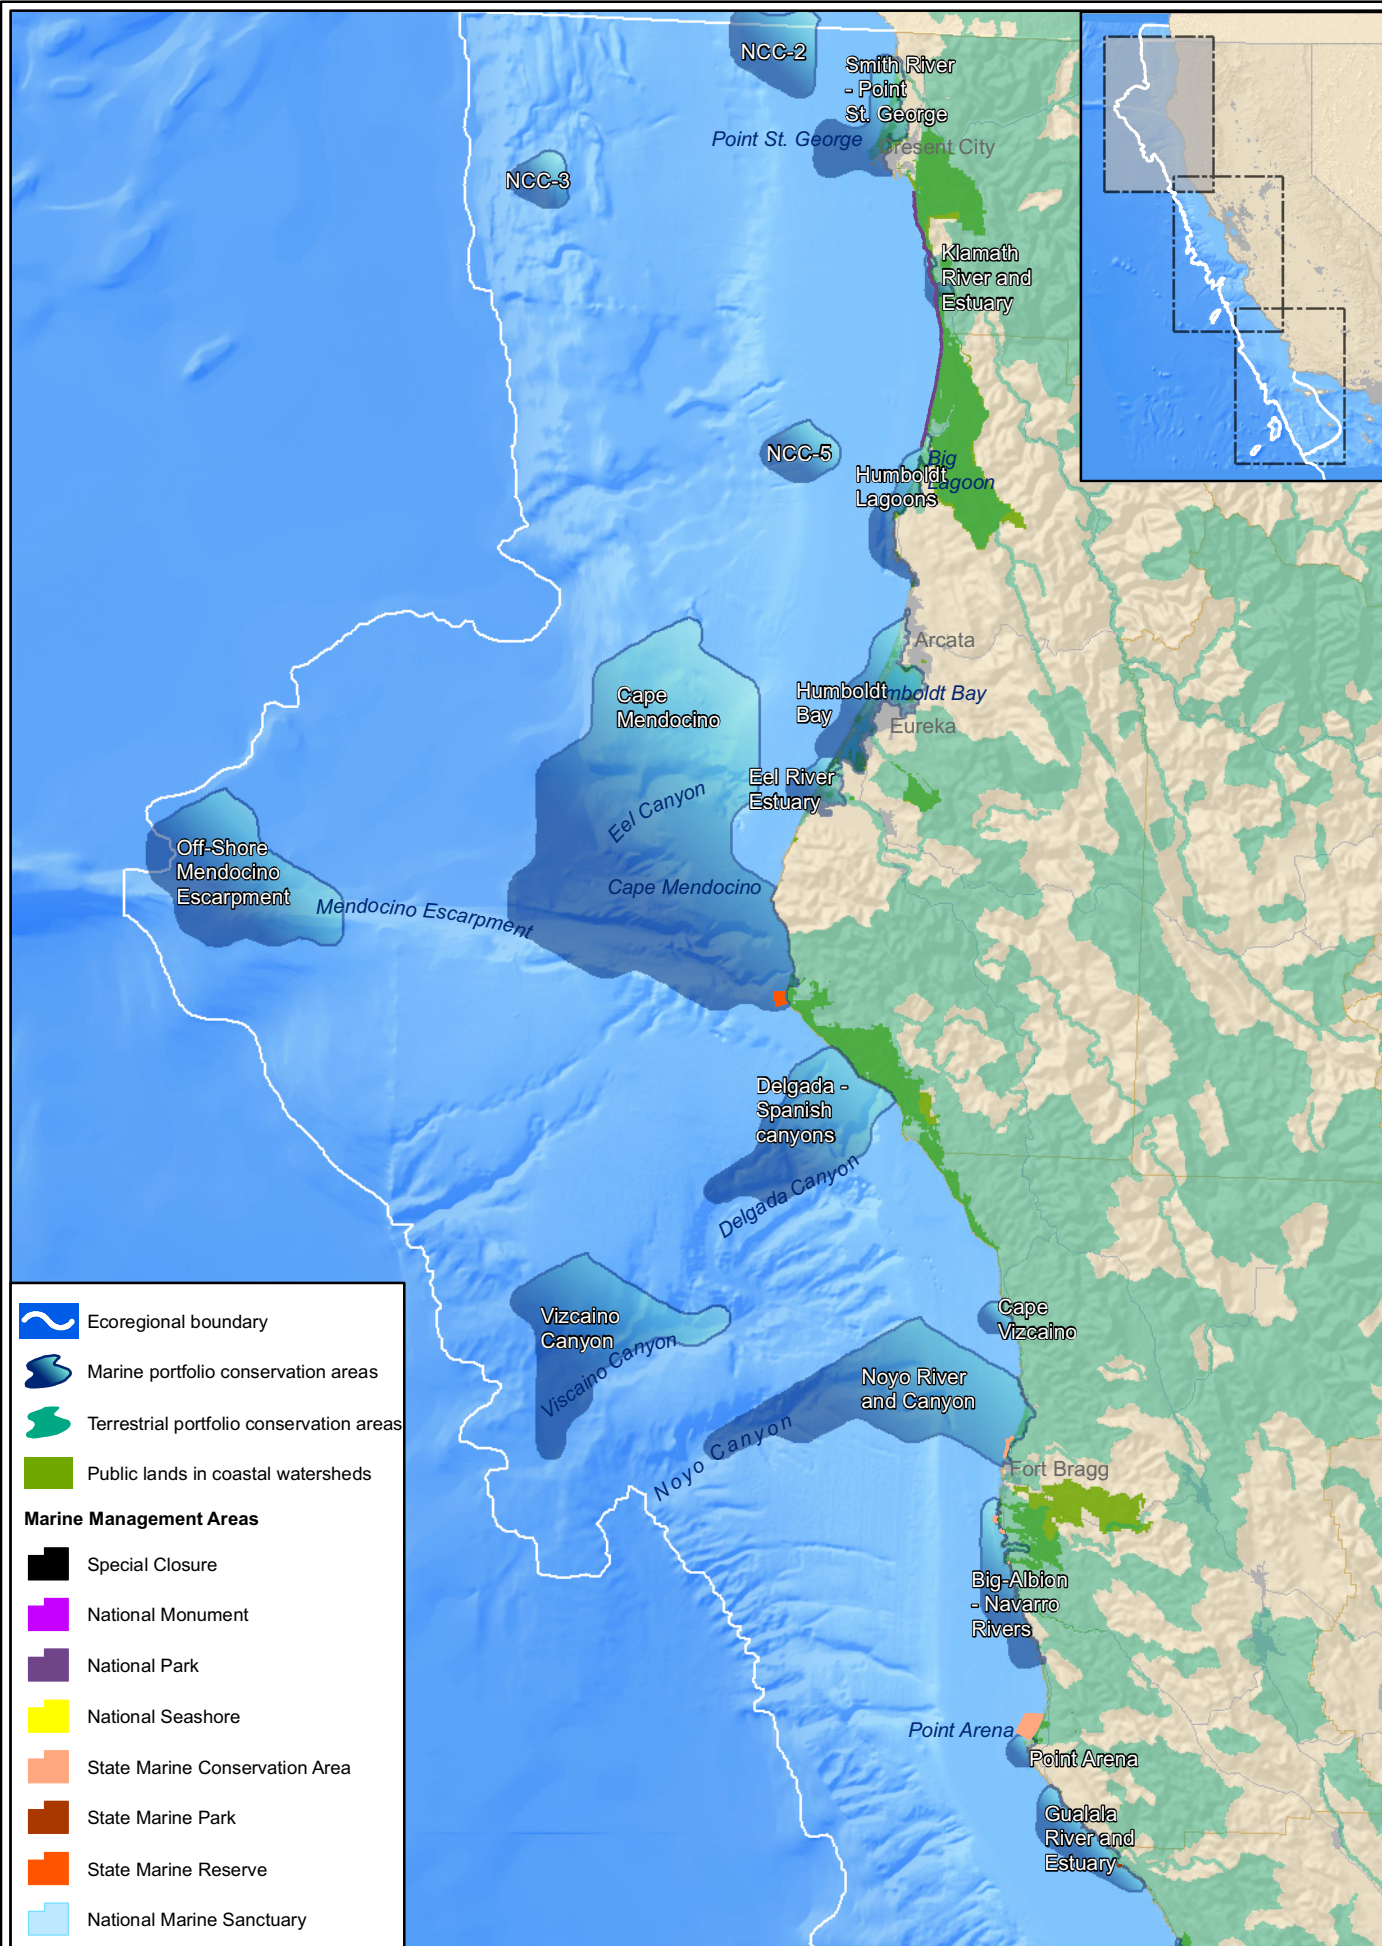 NCC-2
Smith River
- Point
St. George
Point St. George
Cresent City
NCC-3
Klamath
River and
Estuary
NCC-5
Big
Lagoon
Humboldt
Lagoons
Arcata
Cape
Mendocino
Humboldt
Bay
mboldt Bay
Eureka
Eel River
Estuary
Eel Canyon
Off-Shore
Mendocino
Escarpment
Cape Mendocino
Mendocino Escarpment
Delgada -
Spanish
canyons
Delgada Canyon
Cape
Vizcaino
Vizcaino
Canyon
Viscaino Canyon
Noyo River
and Canyon
Noyo Canyon
Fort Bragg
Big-Albion
- Navarro
Rivers
Point Arena
Point Arena
Gualala
River and
Estuary
Ecoregional boundary
Marine portfolio conservation areas
Terrestrial portfolio conservation areas
Public lands in coastal watersheds
Marine Management Areas
Special Closure
National Monument
National Park
National Seashore
State Marine Conservation Area
State Marine Park
State Marine Reserve
National Marine Sanctuary